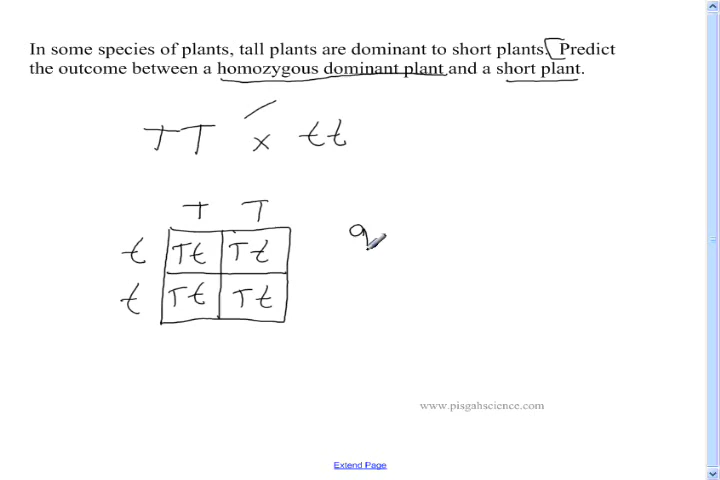 In some species of plants, tall plants are dominant to short plants. Predict
the outcome between a homozygous dominant plant and a short plant.
TT x tt
T T
t Tt Tt
t Tt Tt
www.pisgahscience.com
Extend Page